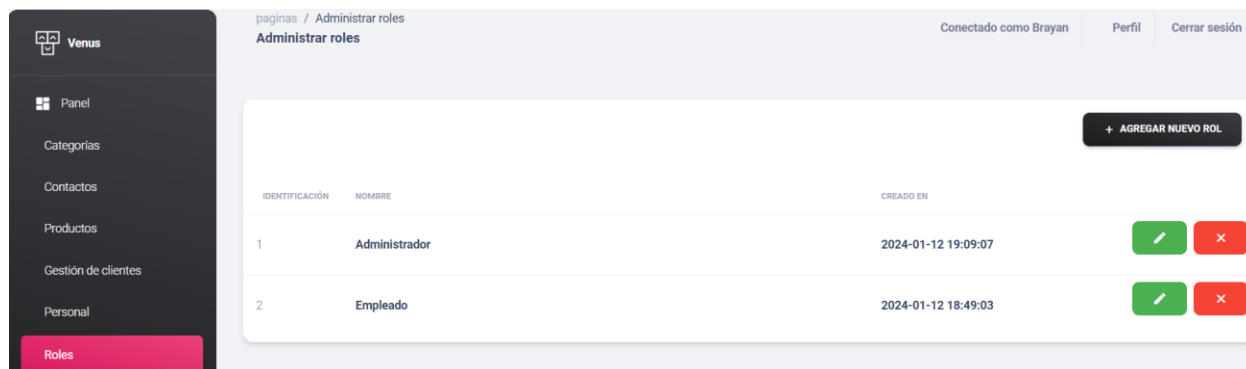 Venus
Panel
Categorías
Contactos
Productos
Gestión de clientes
Personal
Roles
paginas / Administrar roles
Administrar roles
Conectado como Brayan Perfil Cerrar sesión
+ AGREGAR NUEVO ROL
IDENTIFICACIÓN NOMBRE CREADO EN
1 Administrador 2024-01-12 19:09:07
2 Empleado 2024-01-12 18:49:03